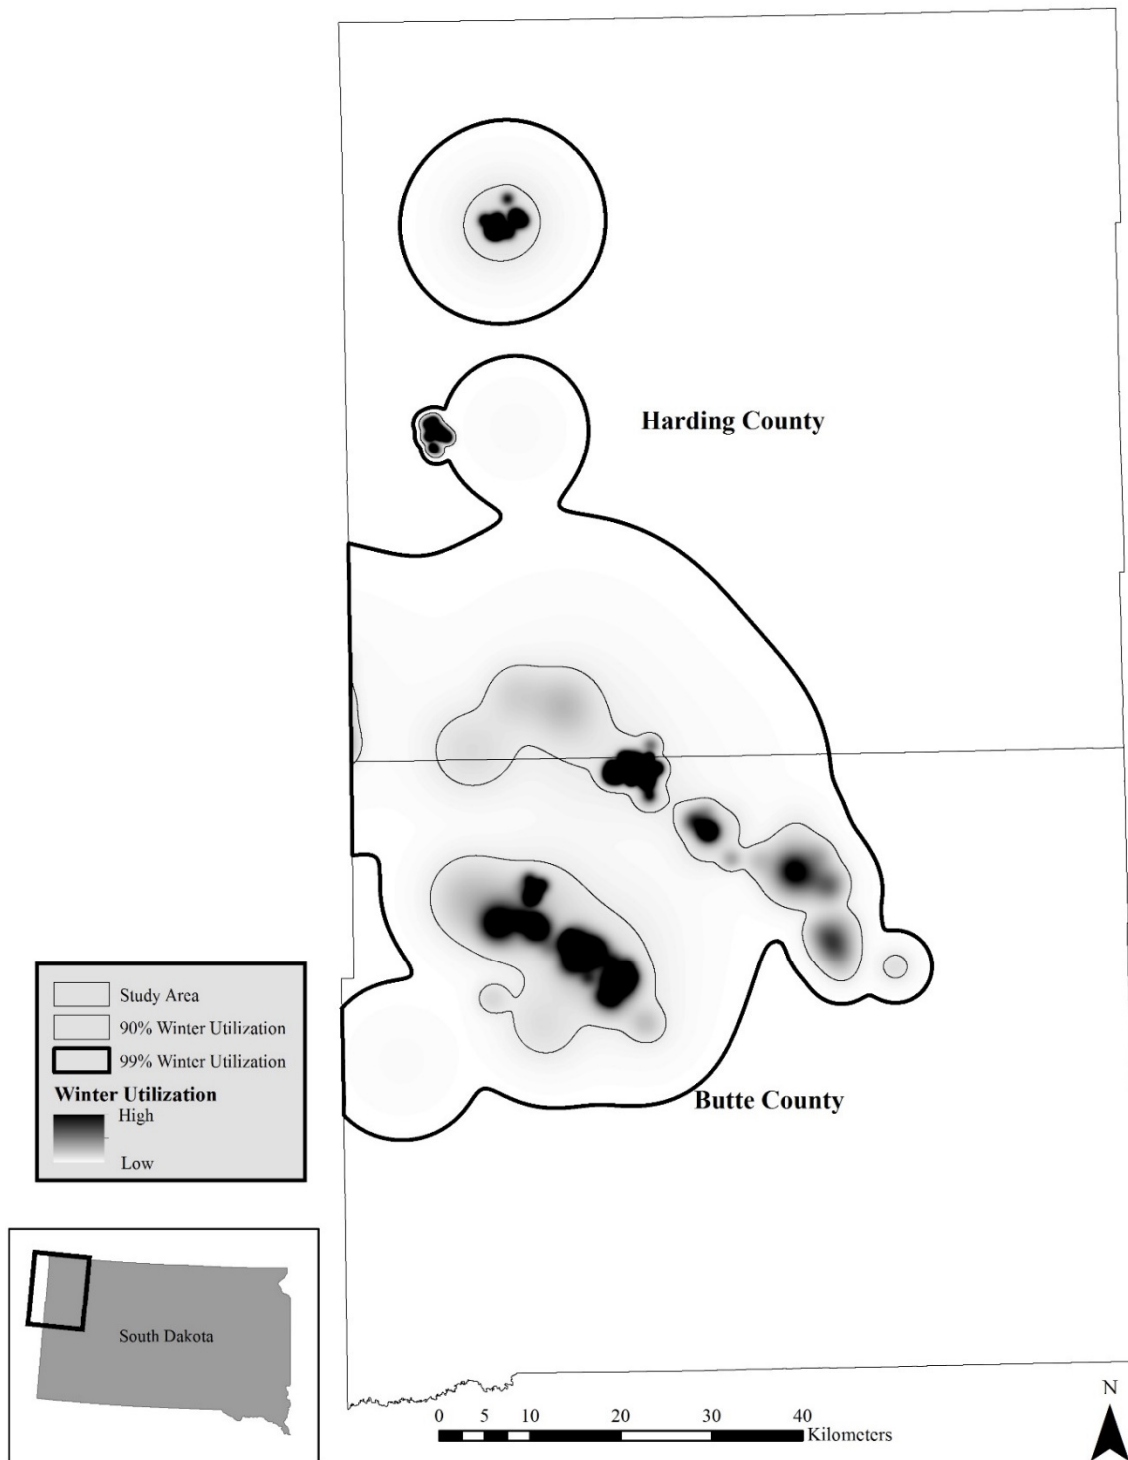 Harding County
Study Area
90% Winter Utilization
99% Winter Utilization
Winter Utilization
High
Low
Butte County
South Dakota
N
0 5 10 20 30 40
Kilometers